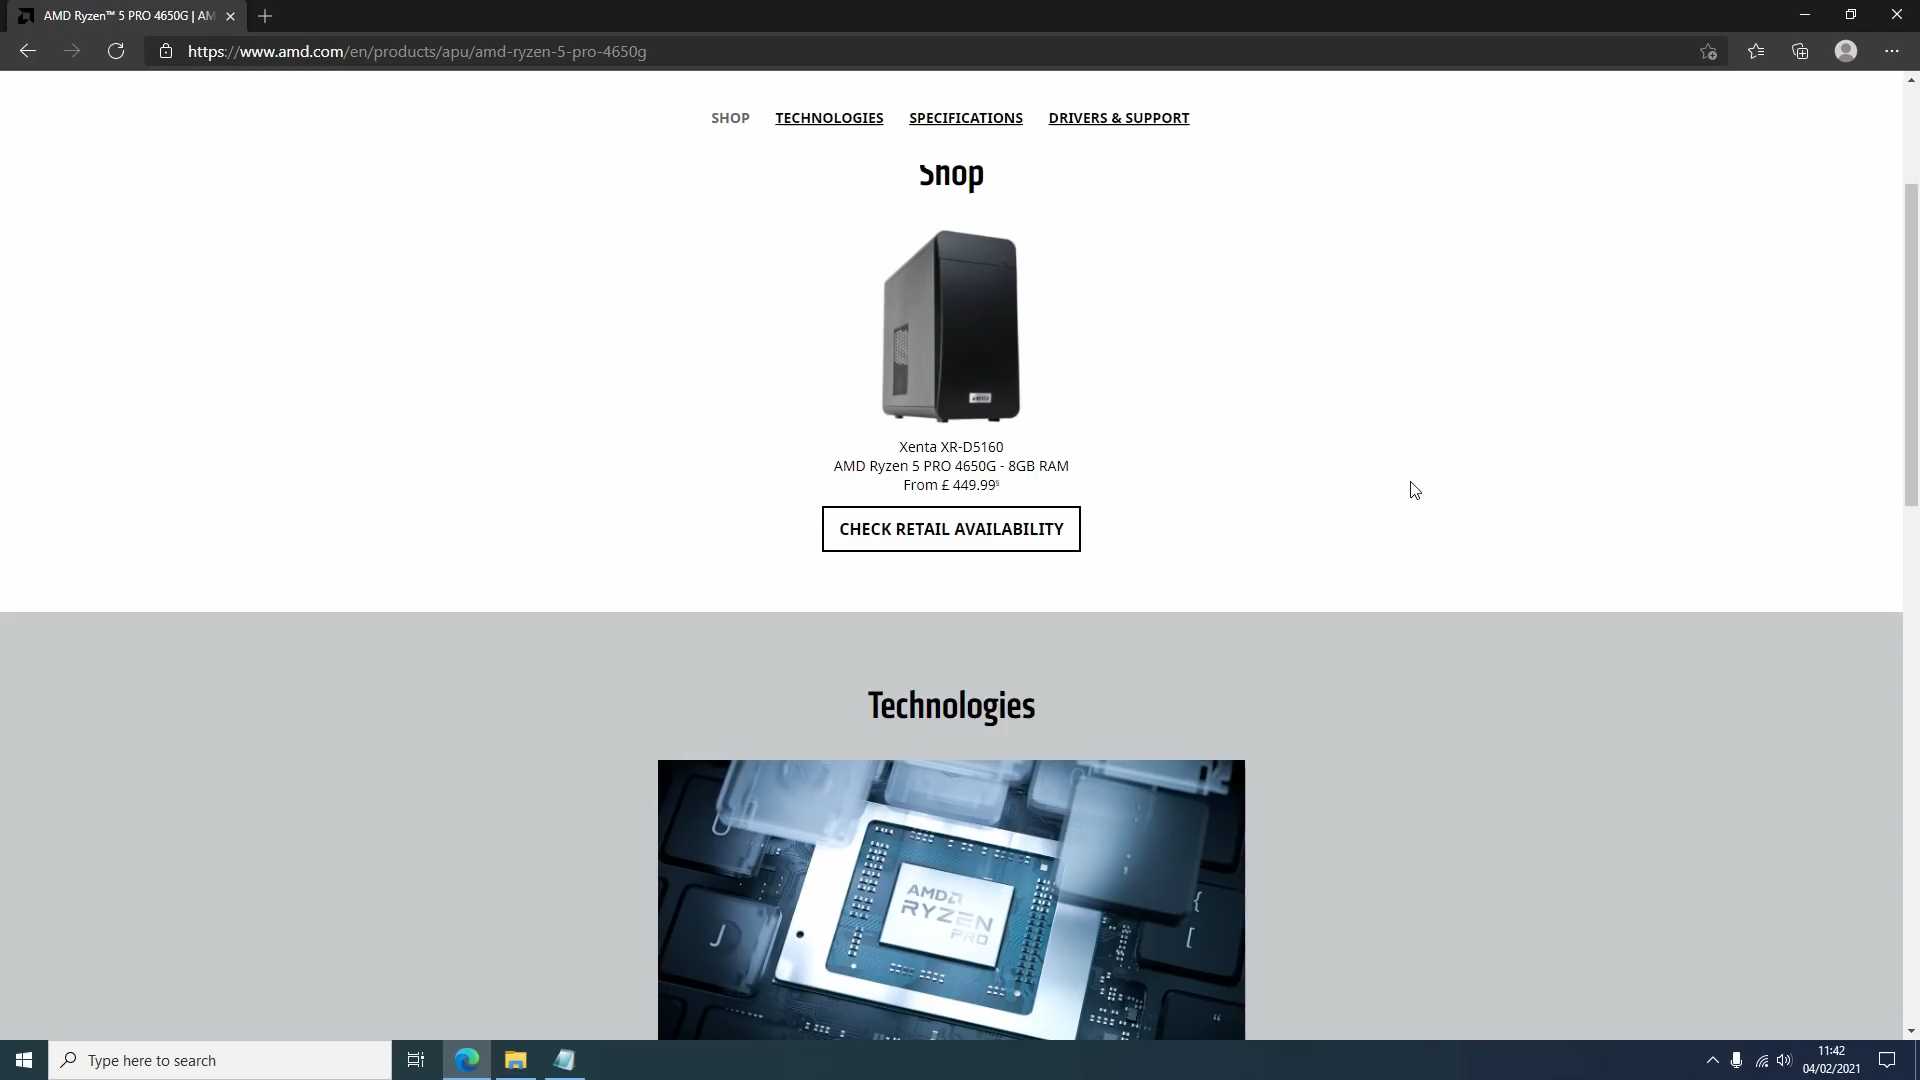 AMD Ryzen™ 5 PRO 4650G | AM
https://www.amd.com/en/products/apu/amd-ryzen-5-pro-4650g
SHOP TECHNOLOGIES SPECIFICATIONS DRIVERS & SUPPORT
Shop
Xenta XR-D5160
AMD Ryzen 5 PRO 4650G - 8GB RAM
From £ 449.99§
CHECK RETAIL AVAILABILITY
Technologies
AMD
RYZEN
PRO
J
{
[
"
Type here to search
11:42
04/02/2021